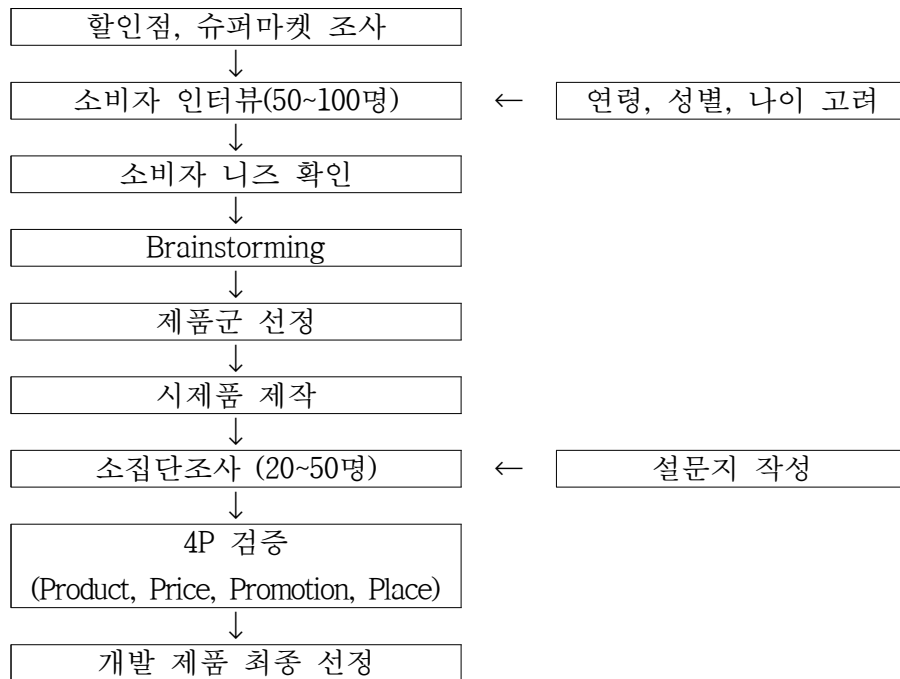 할인점, 슈퍼마켓 조사
↓
소비자 인터뷰(50~100명) ← 연령, 성별, 나이 고려
↓
소비자 니즈 확인
↓
Brainstorming
↓
제품군 선정
↓
시제품 제작
↓
소집단조사 (20~50명) ← 설문지 작성
↓
4P 검증
(Product, Price, Promotion, Place)
↓
개발 제품 최종 선정